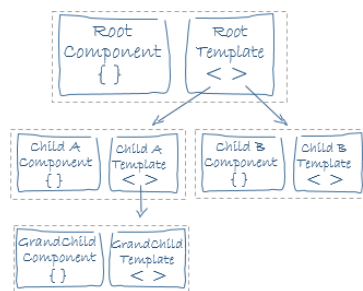 Root
Component
{ }
Root
Template
< >
Child A
Component
{ }
Child A
Template
< >
Child B
Component
{ }
Child B
Template
< >
GrandChild
Component
{ }
GrandChild
Template
< >